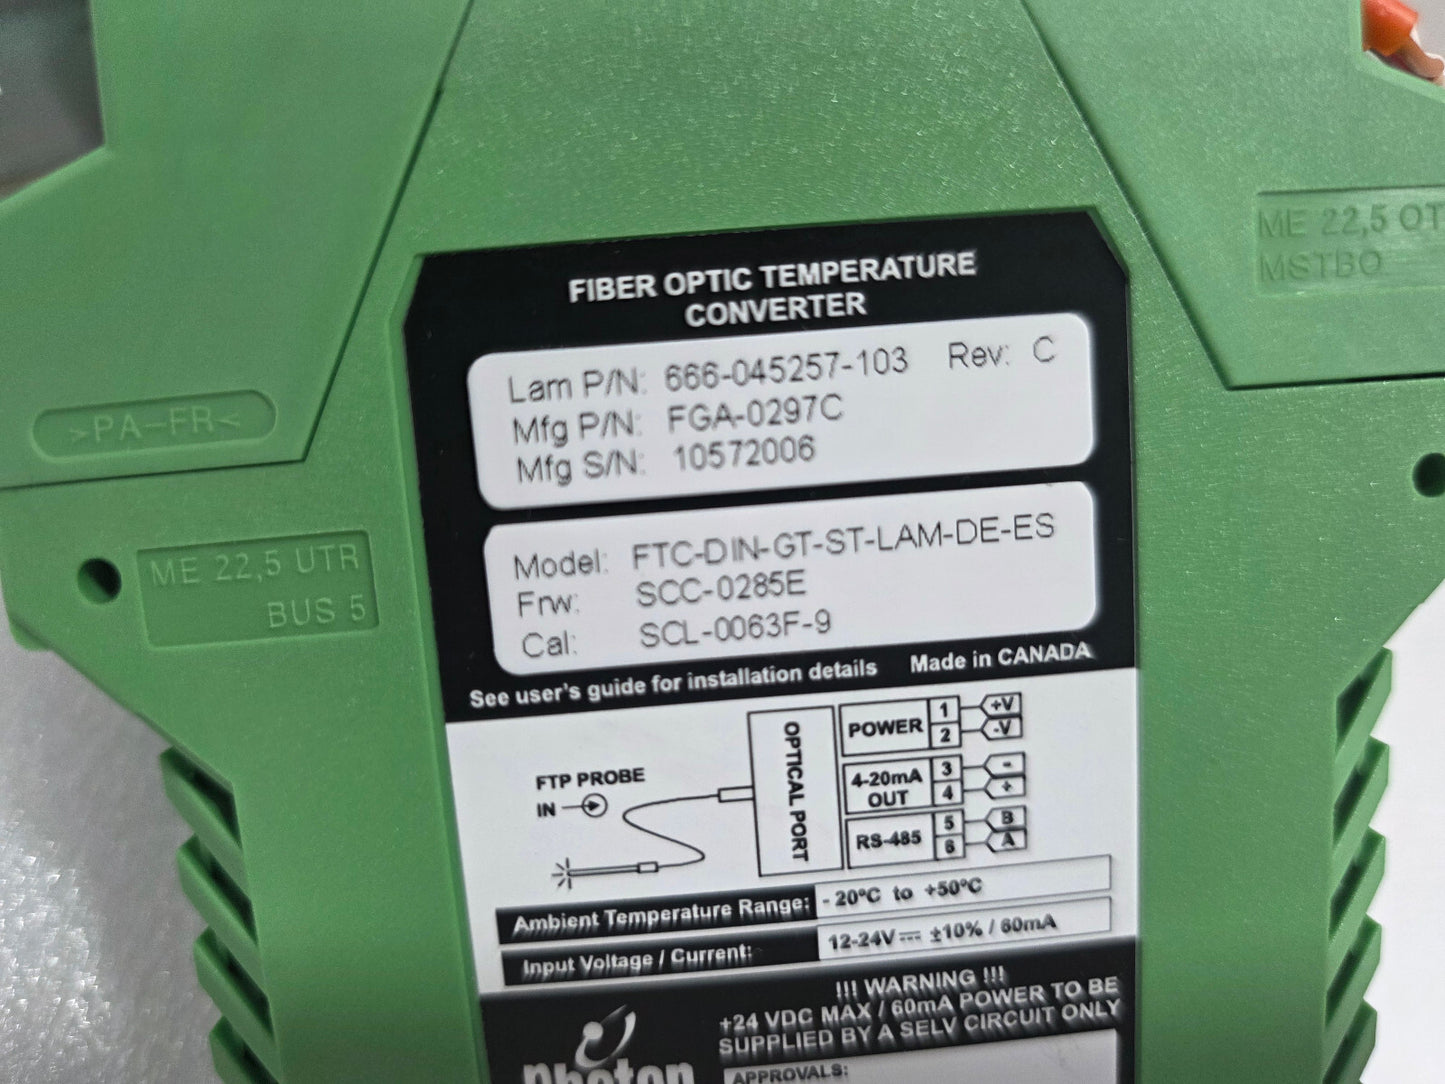 ME 22,5 OT
MSTBO
>PA-FR<
ME 22,5 UTR
BUS 5
FIBER OPTIC TEMPERATURE
CONVERTER
Lam P/N: 666-045257-103 Rev: C
Mfg P/N: FGA-0297C
Mfg S/N: 10572006
Model: FTC-DIN-GT-ST-LAM-DE-ES
Frw: SCC-0285E
Cal: SCL-0063F-9
See user's guide for installation details Made in CANADA
FTP PROBE
IN
OPTICAL PORT
POWER 1 +V
2 -V
4-20mA 3 -
OUT 4 +
RS-485 5 B
6 A
Ambient Temperature Range: - 20°C to +50°C
Input Voltage / Current: 12-24V ⎓ ±10% / 60mA
!!! WARNING !!!
+24 VDC MAX / 60mA POWER TO BE
SUPPLIED BY A SELV CIRCUIT ONLY
Photon
APPROVALS: